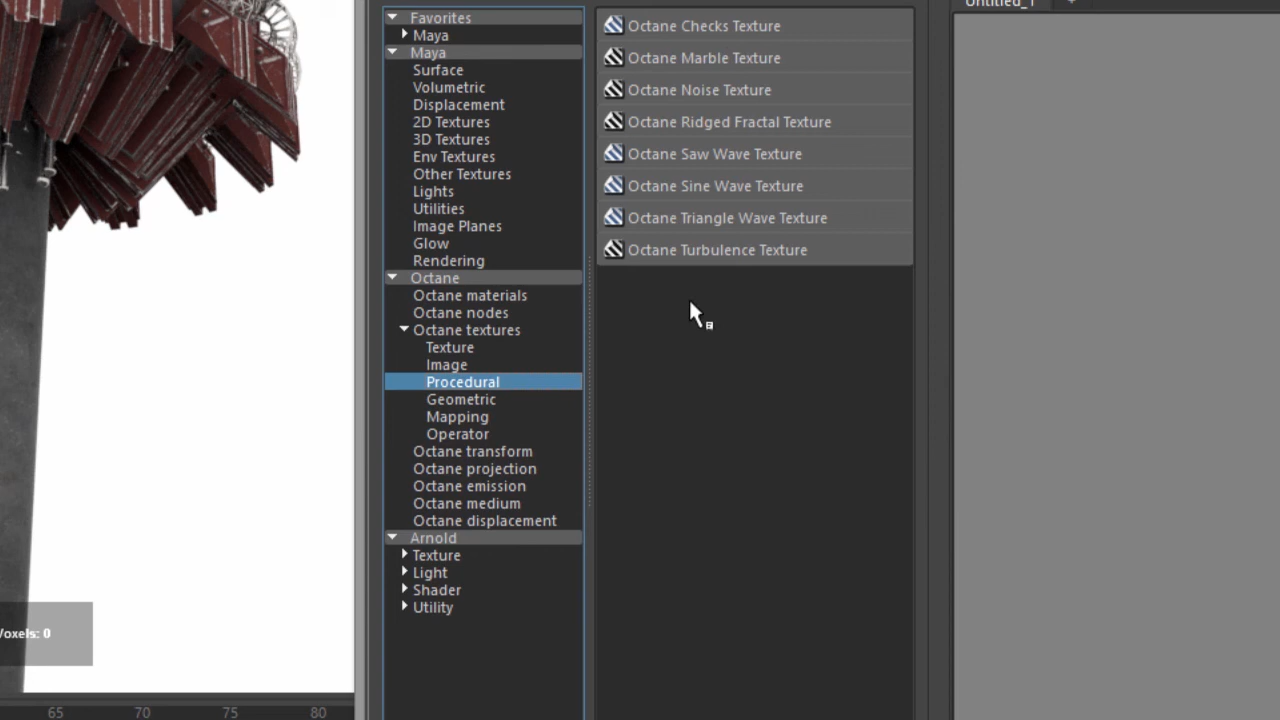 Favorites
Maya
Maya
Surface
Volumetric
Displacement
2D Textures
3D Textures
Env Textures
Other Textures
Lights
Utilities
Image Planes
Glow
Rendering
Octane
Octane materials
Octane nodes
Octane textures
Texture
Image
Procedural
Geometric
Mapping
Operator
Octane transform
Octane projection
Octane emission
Octane medium
Octane displacement
Arnold
Texture
Light
Shader
Utility
Octane Checks Texture
Octane Marble Texture
Octane Noise Texture
Octane Ridged Fractal Texture
Octane Saw Wave Texture
Octane Sine Wave Texture
Octane Triangle Wave Texture
Octane Turbulence Texture
Untitled_1 +
Voxels: 0
65 70 75 80